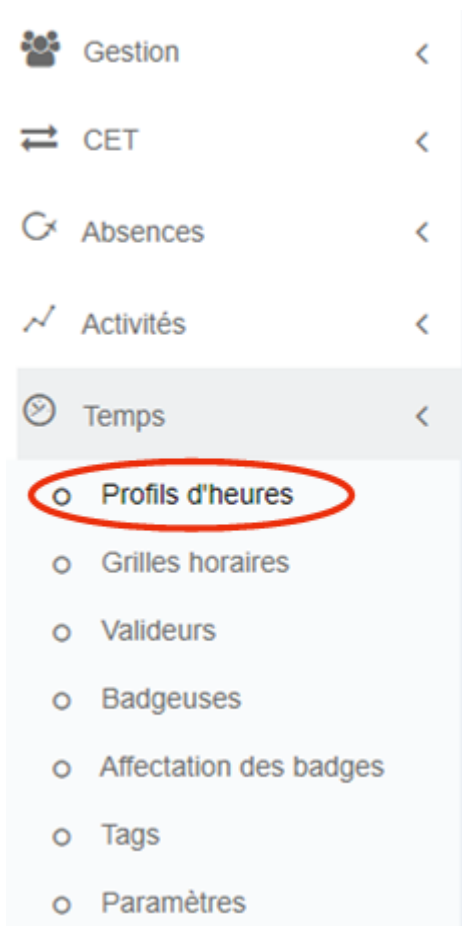 Gestion
CET
Absences
Activités
Temps
Profils d'heures
Grilles horaires
Valideurs
Badgeuses
Affectation des badges
Tags
Paramètres